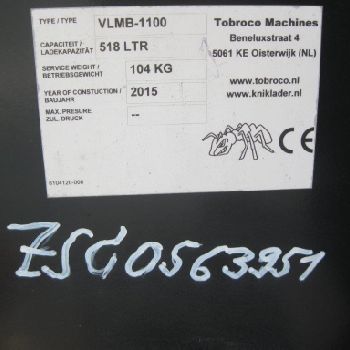 TYPE / TYPE VLMB-1100
CAPACITEIT / LADEKAPAZITÄT 518 LTR
SERVICE WEIGHT / BETRIEBSGEWICHT 104 KG
YEAR OF CONSTUCTION / BAUJAHR 2015
MAX. PRESURE ZUL. DRUCK --
Tobroco Machines
Beneluxstraat 4
5061 KE Oisterwijk (NL)
www.tobroco.nl
www.kniklader.nl
CE
ZSG0563951